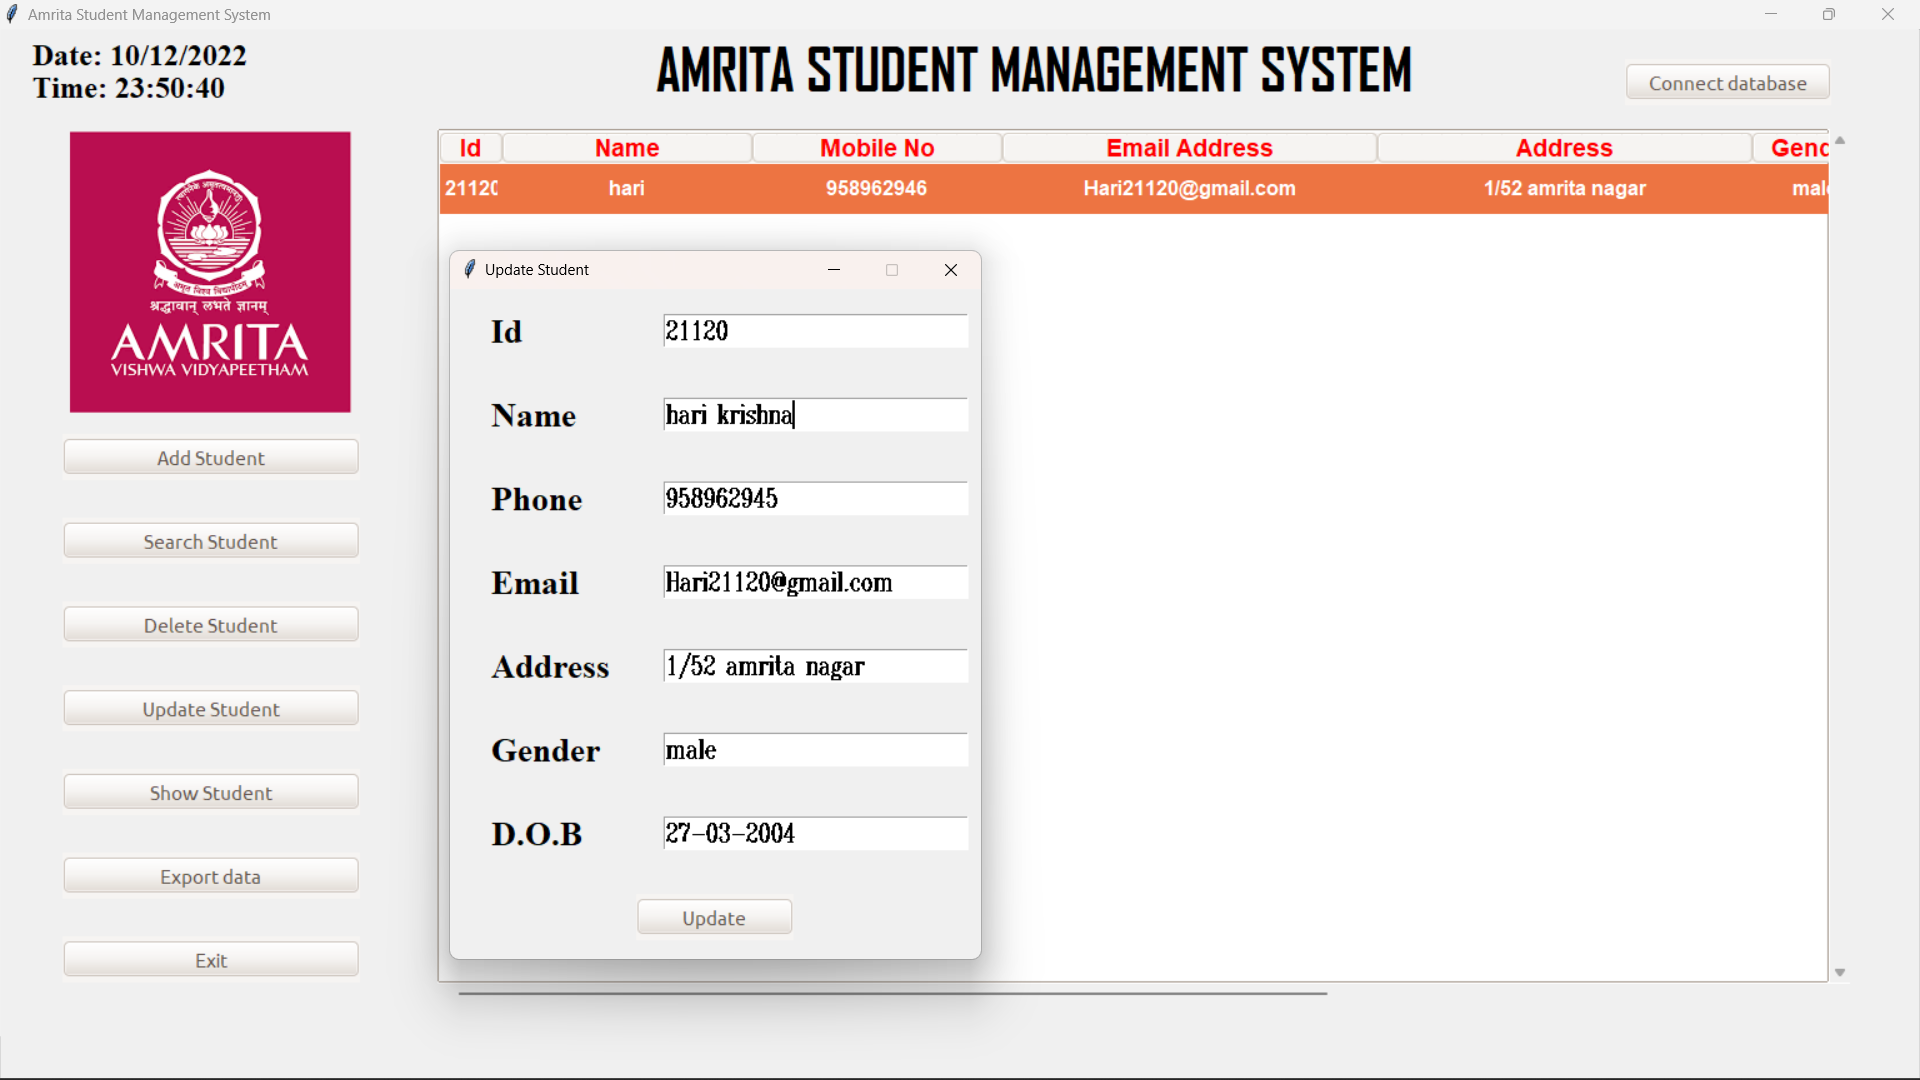 Amrita Student Management System
Date: 10/12/2022
Time: 23:50:40
AMRITA STUDENT MANAGEMENT SYSTEM
Connect database
श्रद्धावान् लभते ज्ञानम्
AMRITA
VISHWA VIDYAPEETHAM
Add Student
Search Student
Delete Student
Update Student
Show Student
Export data
Exit
Id Name Mobile No Email Address Address Gend
21120 hari 958962946 Hari21120@gmail.com 1/52 amrita nagar male
Update Student
Id 21120
Name hari krishna
Phone 958962945
Email Hari21120@gmail.com
Address 1/52 amrita nagar
Gender male
D.O.B 27-03-2004
Update